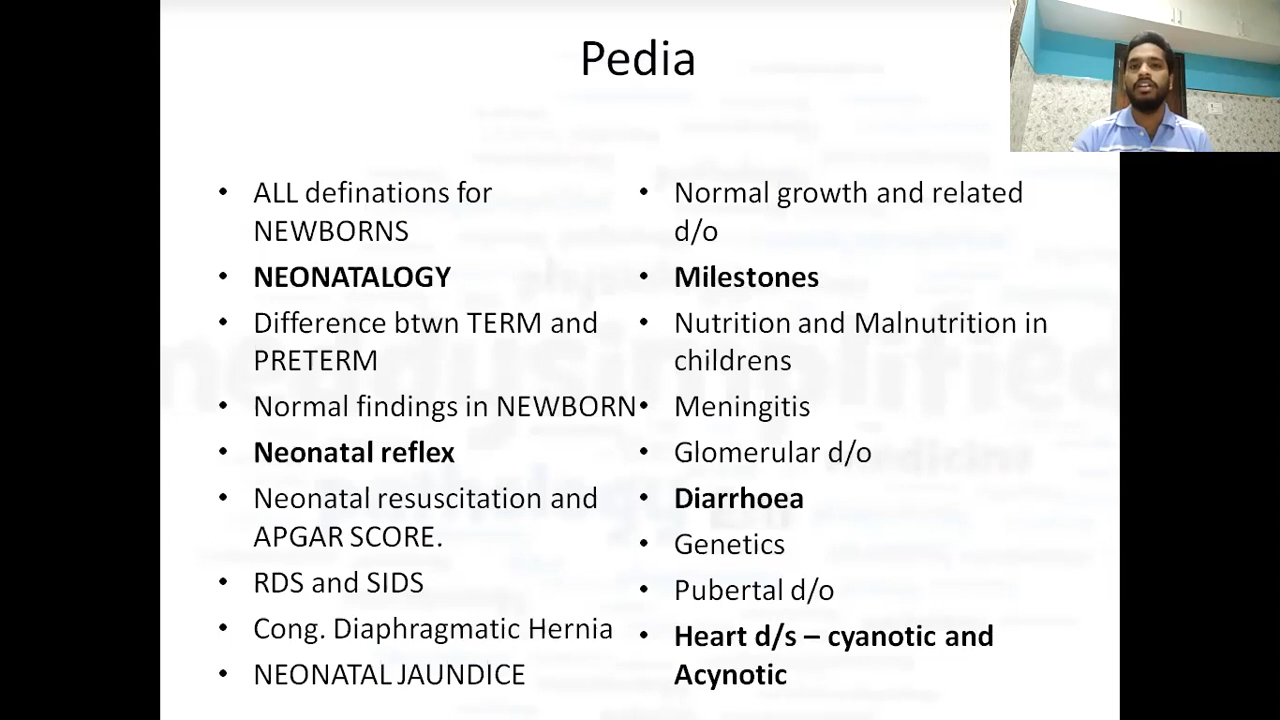 Pedia
ALL definations for
NEWBORNS
NEONATALOGY
Difference btwn TERM and
PRETERM
Normal findings in NEWBORN
Neonatal reflex
Neonatal resuscitation and
APGAR SCORE.
RDS and SIDS
Cong. Diaphragmatic Hernia
NEONATAL JAUNDICE
Normal growth and related
d/o
Milestones
Nutrition and Malnutrition in
childrens
Meningitis
Glomerular d/o
Diarrhoea
Genetics
Pubertal d/o
Heart d/s – cyanotic and
Acynotic
meddysimplified
medicine